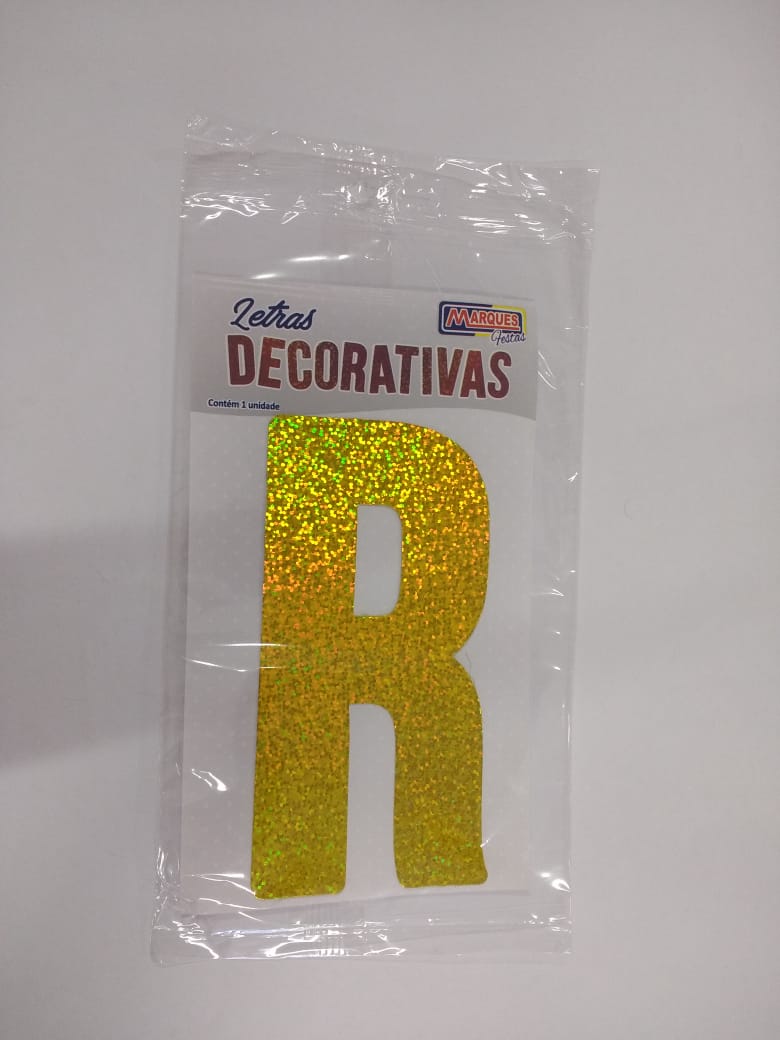 Letras
MARQUES
Festas
DECORATIVAS
Contém 1 unidade
R